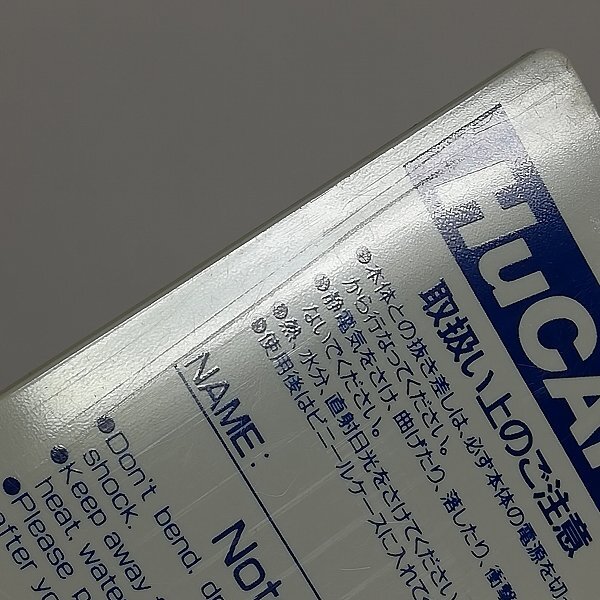 HuCA
取扱い上のご注意
●本体との抜き差しは、必ず本体の電源を切っ
から行なってください。
●静電気をさけ、曲げたり、落したり、衝撃
ないでください。
●熱、水分、直射日光をさけてください
●使用後はビニールケースに入れて
NAME:
Not
●Don't bend, dr
shock.
●Keep away f
heat, wate
●Please p
after yo